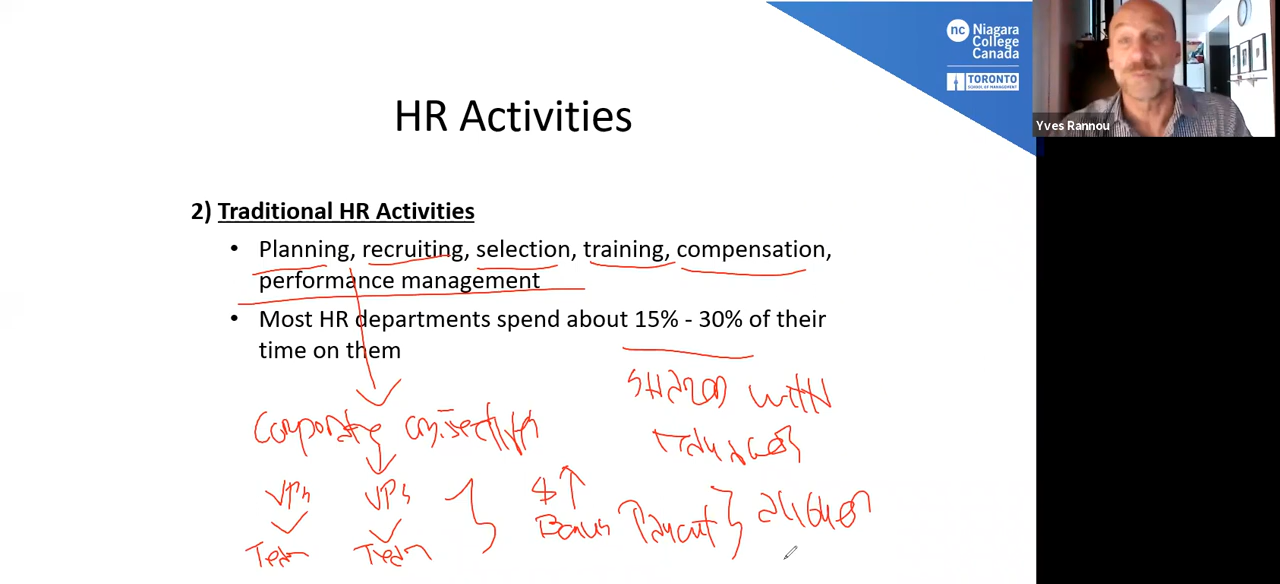 nc Niagara
College
Canada
TORONTO
SCHOOL OF MANAGEMENT
Yves Rannou
HR Activities
2) Traditional HR Activities
• Planning, recruiting, selection, training, compensation,
performance management
• Most HR departments spend about 15% - 30% of their
time on them
SHARED WITH
Corporate
VPs VPs $
Team Team Bonus Payout